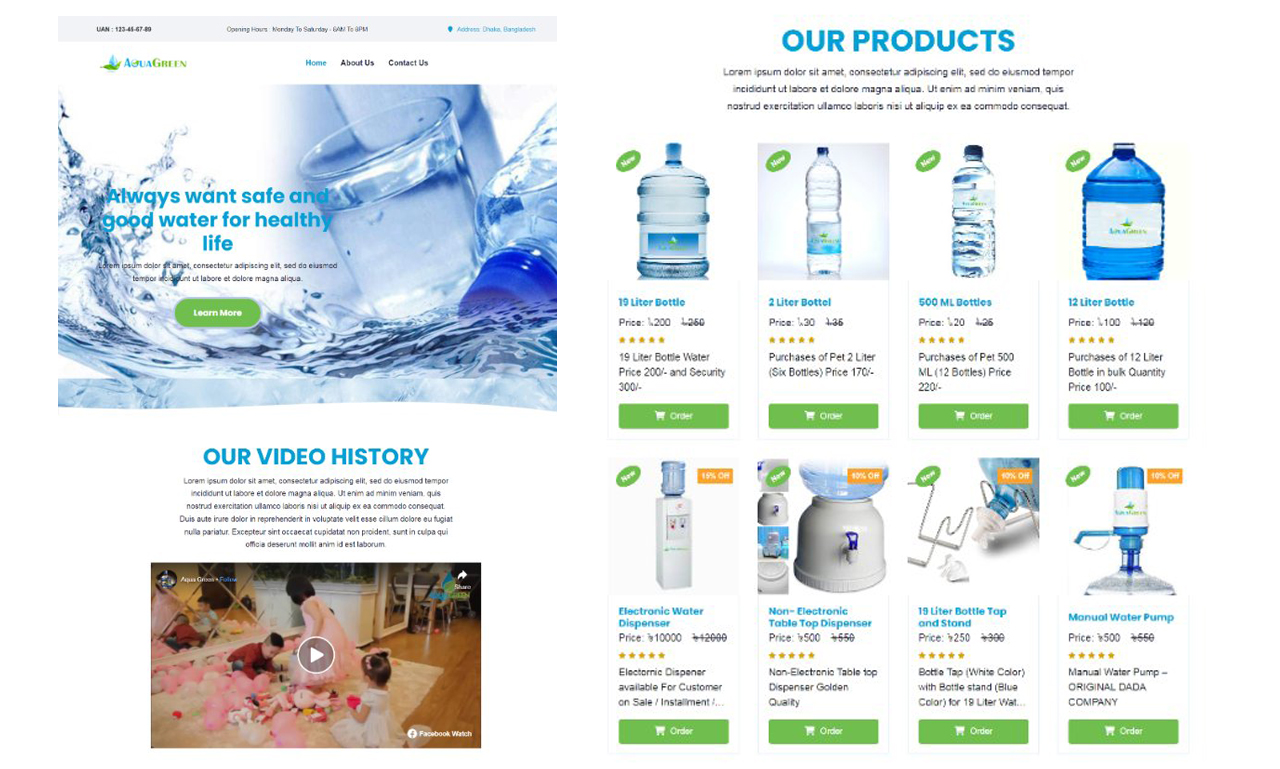 UAN : 123-45-67-89
Opening Hours : Monday To Saturday - 8AM To 6PM
Address: Dhaka, Bangladesh
AQUAGREEN
Home
About Us
Contact Us
Always want safe and
good water for healthy
life
Lorem ipsum dolor sit amet, consectetur adipiscing elit, sed do eiusmod
tempor incididunt ut labore et dolore magna aliqua.
Learn More
OUR VIDEO HISTORY
Lorem ipsum dolor sit amet, consectetur adipiscing elit, sed do eiusmod tempor
incididunt ut labore et dolore magna aliqua. Ut enim ad minim veniam, quis
nostrud exercitation ullamco laboris nisi ut aliquip ex ea commodo consequat.
Duis aute irure dolor in reprehenderit in voluptate velit esse cillum dolore eu fugiat
nulla pariatur. Excepteur sint occaecat cupidatat non proident, sunt in culpa qui
officia deserunt mollit anim id est laborum.
Aqua Green • Follow
Share
Facebook Watch
OUR PRODUCTS
Lorem ipsum dolor sit amet, consectetur adipiscing elit, sed do eiusmod tempor
incididunt ut labore et dolore magna aliqua. Ut enim ad minim veniam, quis
nostrud exercitation ullamco laboris nisi ut aliquip ex ea commodo consequat.
New
19 Liter Bottle
Price: ৳200 ৳250
19 Liter Bottle Water
Price 200/- and Security
300/-
Order
New
2 Liter Bottel
Price: ৳30 ৳35
Purchases of Pet 2 Liter
(Six Bottles) Price 170/-
Order
New
AQUAGREEN
500 ML Bottles
Price: ৳20 ৳25
Purchases of Pet 500
ML (12 Bottles) Price
220/-
Order
New
AQUAGREEN
12 Liter Bottle
Price: ৳100 ৳120
Purchases of 12 Liter
Bottle in bulk Quantity
Price 100/-
Order
New
15% Off
Electronic Water
Dispenser
Price: ৳10000 ৳12000
Electornic Dispener
available For Customer
on Sale / Installment /...
Order
New
10% Off
Non- Electronic
Table Top Dispenser
Price: ৳500 ৳550
Non-Electronic Table top
Dispenser Golden
Quality
Order
New
10% Off
19 Liter Bottle Tap
and Stand
Price: ৳250 ৳300
Bottle Tap (White Color)
with Bottle stand (Blue
Color) for 19 Liter Wat...
Order
New
10% Off
AQUAGREEN
Manual Water Pump
Price: ৳500 ৳550
Manual Water Pump –
ORIGINAL DADA
COMPANY
Order